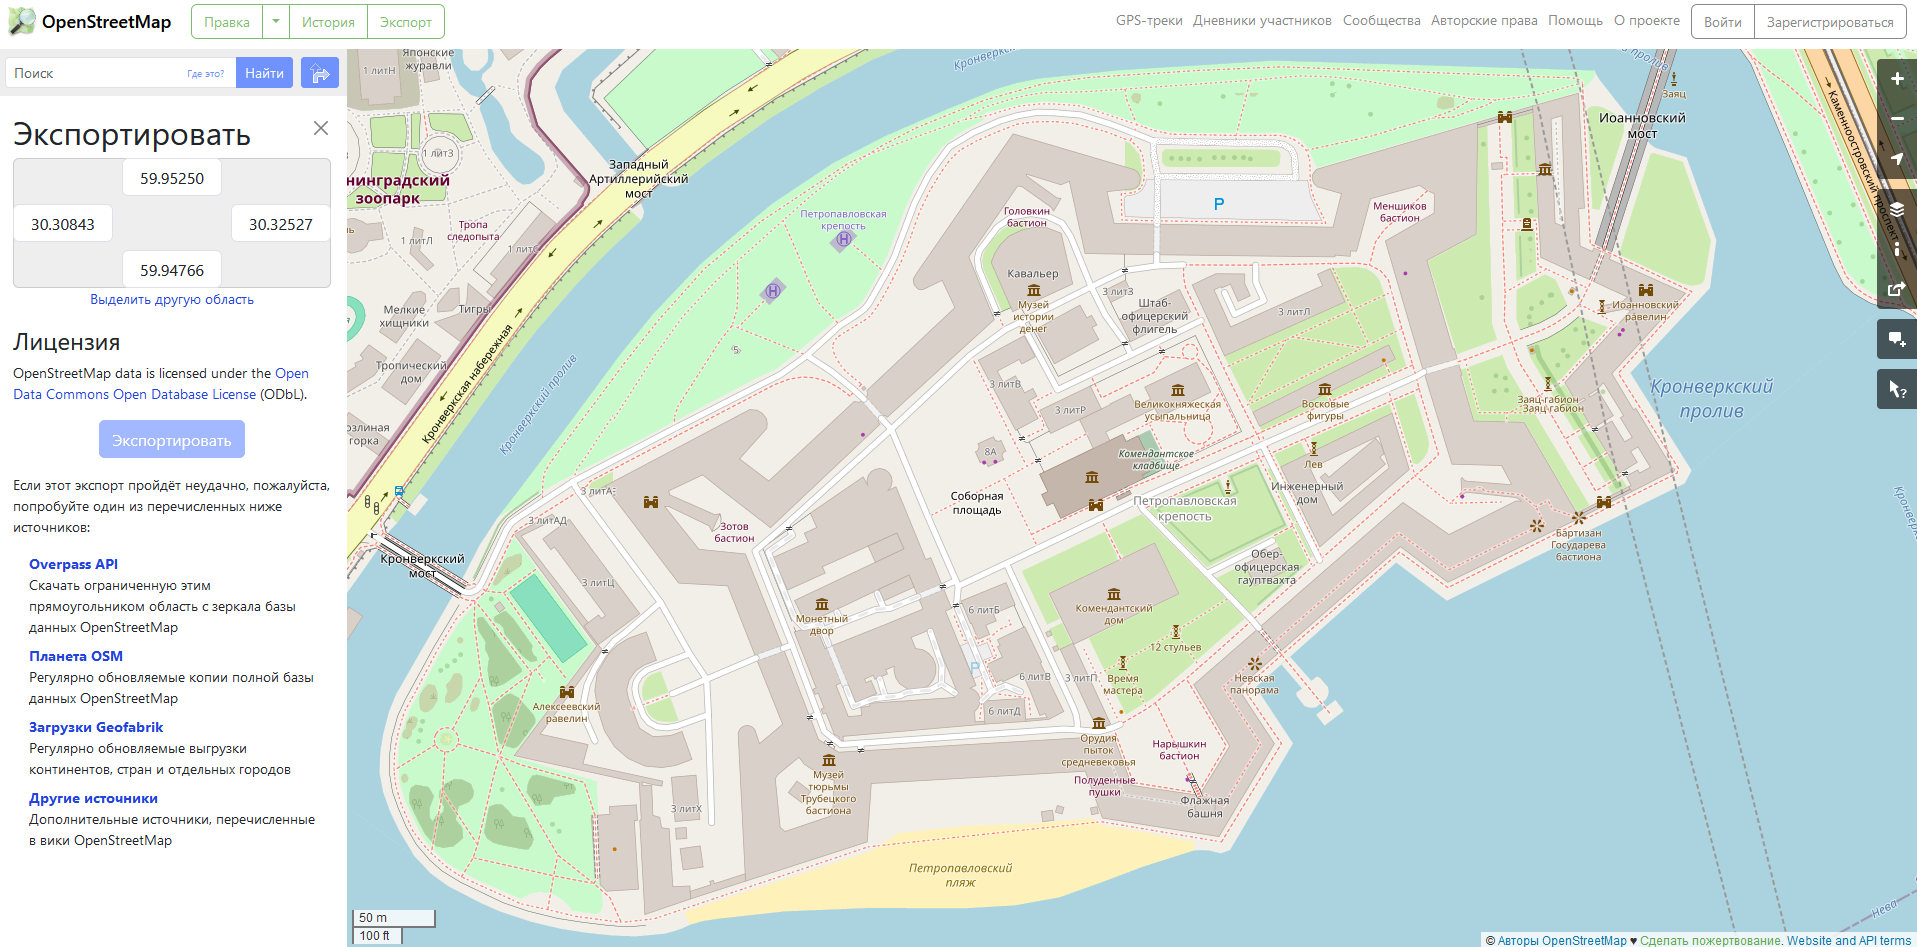 OpenStreetMap
Правка
История
Экспорт
GPS-треки
Дневники участников
Сообщества
Авторские права
Помощь
О проекте
Войти
Зарегистрироваться
Поиск
Где это?
Найти
Экспортировать
59.95250
30.30843
30.32527
59.94766
Выделить другую область
Лицензия
OpenStreetMap data is licensed under the Open
Data Commons Open Database License (ODbL).
Экспортировать
Если этот экспорт пройдёт неудачно, пожалуйста,
попробуйте один из перечисленных ниже
источников:
Overpass API
Скачать ограниченную этим
прямоугольником область с зеркала базы
данных OpenStreetMap
Планета OSM
Регулярно обновляемые копии полной базы
данных OpenStreetMap
Загрузки Geofabrik
Регулярно обновляемые выгрузки
континентов, стран и отдельных городов
Другие источники
Дополнительные источники, перечисленные
в вики OpenStreetMap
Японские
журавли
1 литН
1 литЗ
нинградский
зоопарк
Тропа
следопыта
1 литЛ
Мелкие
хищники
Тигры
Тропический
дом
горка
Кронверкская набережная
Кронверкский пролив
Западный
Артиллерийский
мост
Петропавловская
крепость
Головкин
бастион
Кавальер
Музей
истории
денег
3 литЗ
Штаб-
офицерский
флигель
3 литЛ
P
Меншиков
бастион
Иоанновский
мост
Заяц
Каменноостровский проспект
Иоанновский
равелин
Кронверкский
пролив
Заяц-габион
Заяц-габион
3 литВ
3 литР
Великокняжеская
усыпальница
Восковые
фигуры
Комендантское
кладбище
Лев
Инженерный
дом
8А
Соборная
площадь
Петропавловская
крепость
Обер-
офицерская
гауптвахта
Бартизан
Государева
бастиона
3 литА
3 литАД
Зотов
бастион
Кронверкский
мост
3 литЦ
Монетный
двор
6 литБ
P
6 литВ
6 литД
3 литП
Комендантский
дом
12 стульев
Время
мастера
Невская
панорама
Алексеевский
равелин
Музей
тюрьмы
Трубецкого
бастиона
3 литХ
Орудия
пыток
средневековья
Нарышкин
бастион
Полуденные
пушки
Флажная
башня
Петропавловский
пляж
Нева
50 m
100 ft
© Авторы OpenStreetMap ♥ Сделать пожертвование. Website and API terms